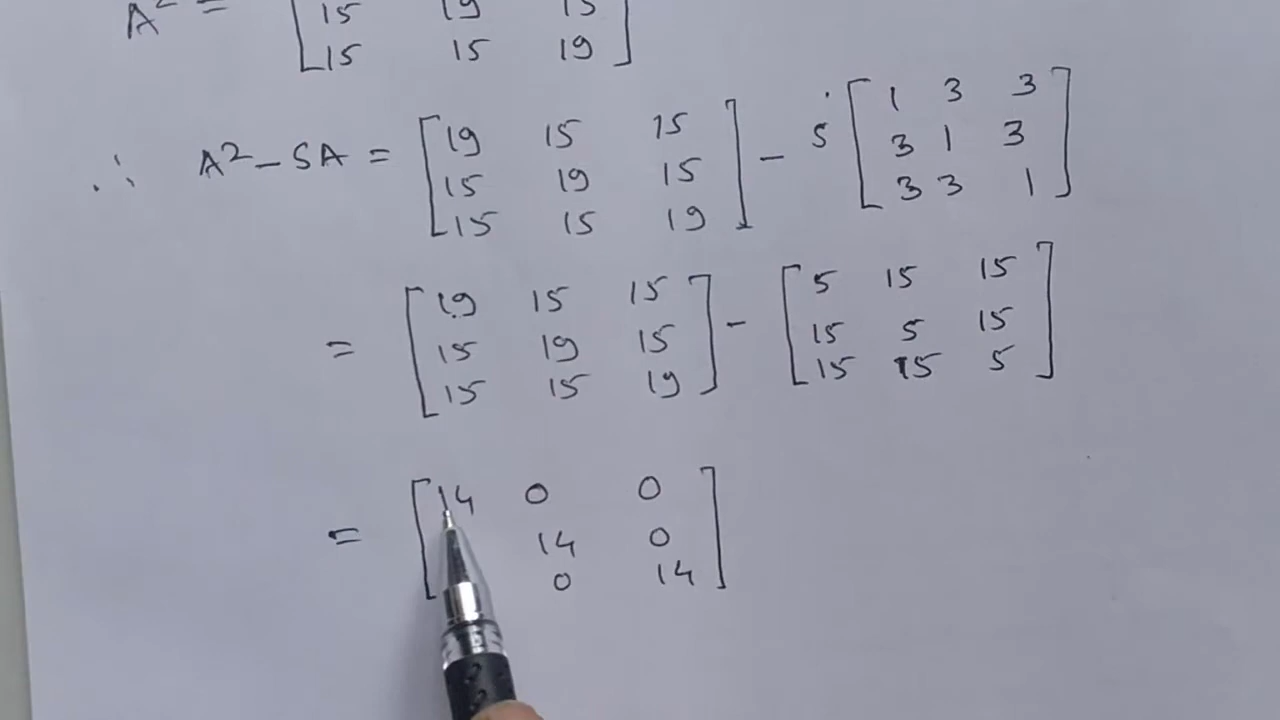 A² = 15 19 15
15 15 19
∴ A² - 5A = [19 15 15 - 5 [1 3 3
15 19 15 3 1 3
15 15 19] 3 3 1]
= [19 15 15 - [5 15 15
15 19 15 15 5 15
15 15 19] 15 15 5]
= [14 0 0
14 0
0 14]